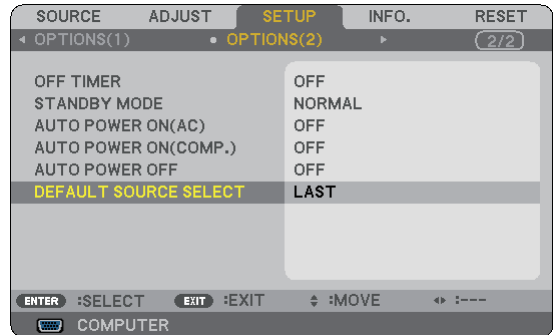 SOURCE ADJUST SETUP INFO. RESET
OPTIONS(1) OPTIONS(2) 2/2
OFF TIMER OFF
STANDBY MODE NORMAL
AUTO POWER ON(AC) OFF
AUTO POWER ON(COMP.) OFF
AUTO POWER OFF OFF
DEFAULT SOURCE SELECT LAST
ENTER :SELECT EXIT :EXIT :MOVE :---
COMPUTER